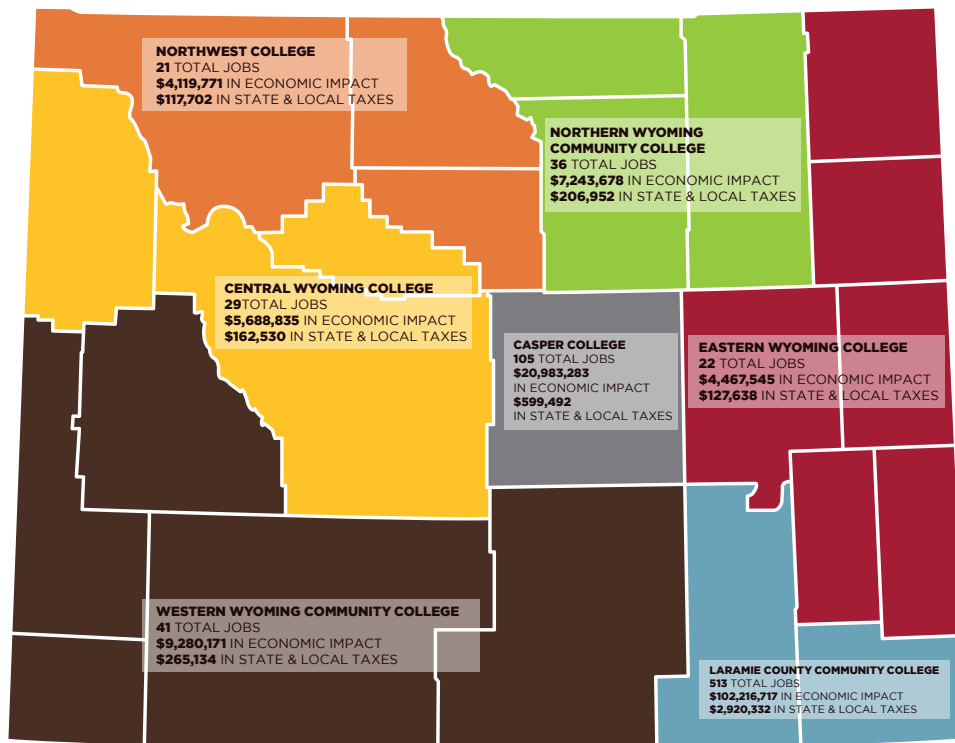 NORTHWEST COLLEGE
21 TOTAL JOBS
$4,119,771 IN ECONOMIC IMPACT
$117,702 IN STATE & LOCAL TAXES
NORTHERN WYOMING
COMMUNITY COLLEGE
36 TOTAL JOBS
$7,243,678 IN ECONOMIC IMPACT
$206,952 IN STATE & LOCAL TAXES
CENTRAL WYOMING COLLEGE
29TOTAL JOBS
$5,688,835 IN ECONOMIC IMPACT
$162,530 IN STATE & LOCAL TAXES
CASPER COLLEGE
105 TOTAL JOBS
$20,983,283
IN ECONOMIC IMPACT
$599,492
IN STATE & LOCAL TAXES
EASTERN WYOMING COLLEGE
22 TOTAL JOBS
$4,467,545 IN ECONOMIC IMPACT
$127,638 IN STATE & LOCAL TAXES
WESTERN WYOMING COMMUNITY COLLEGE
41 TOTAL JOBS
$9,280,171 IN ECONOMIC IMPACT
$265,134 IN STATE & LOCAL TAXES
LARAMIE COUNTY COMMUNITY COLLEGE
513 TOTAL JOBS
$102,216,717 IN ECONOMIC IMPACT
$2,920,332 IN STATE & LOCAL TAXES